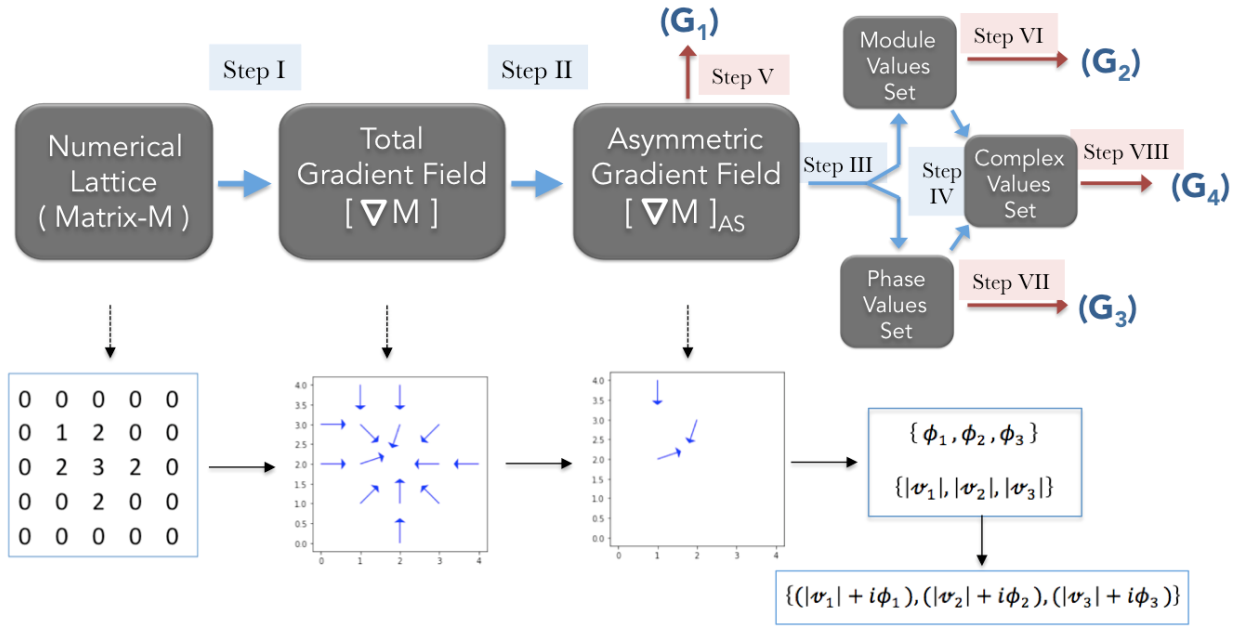 (G1)
Step I
Step II
Step V
Module
Values
Set
Step VI
(G2)
Numerical
Lattice
( Matrix-M )
Total
Gradient Field
[ ∇M ]
Asymmetric
Gradient Field
[ ∇M ]AS
Step III
Step
IV
Complex
Values
Set
Step VIII
(G4)
Phase
Values
Set
Step VII
(G3)
0 0 0 0 0
0 1 2 0 0
0 2 3 2 0
0 0 2 0 0
0 0 0 0 0
4.0
3.5
3.0
2.5
2.0
1.5
1.0
0.5
0.0
0 1 2 3 4
4.0
3.5
3.0
2.5
2.0
1.5
1.0
0.5
0.0
0 1 2 3 4
{ ϕ1 , ϕ2 , ϕ3 }
{|v1|, |v2|, |v3|}
{(|v1| + iϕ1 ), (|v2| + iϕ2 ), (|v3| + iϕ3 )}